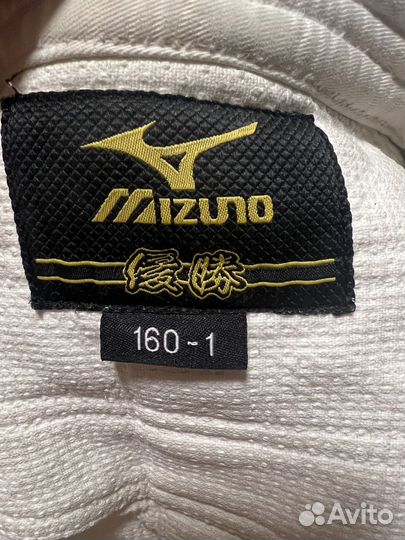 MIZUNO
優勝
160-1
Avito